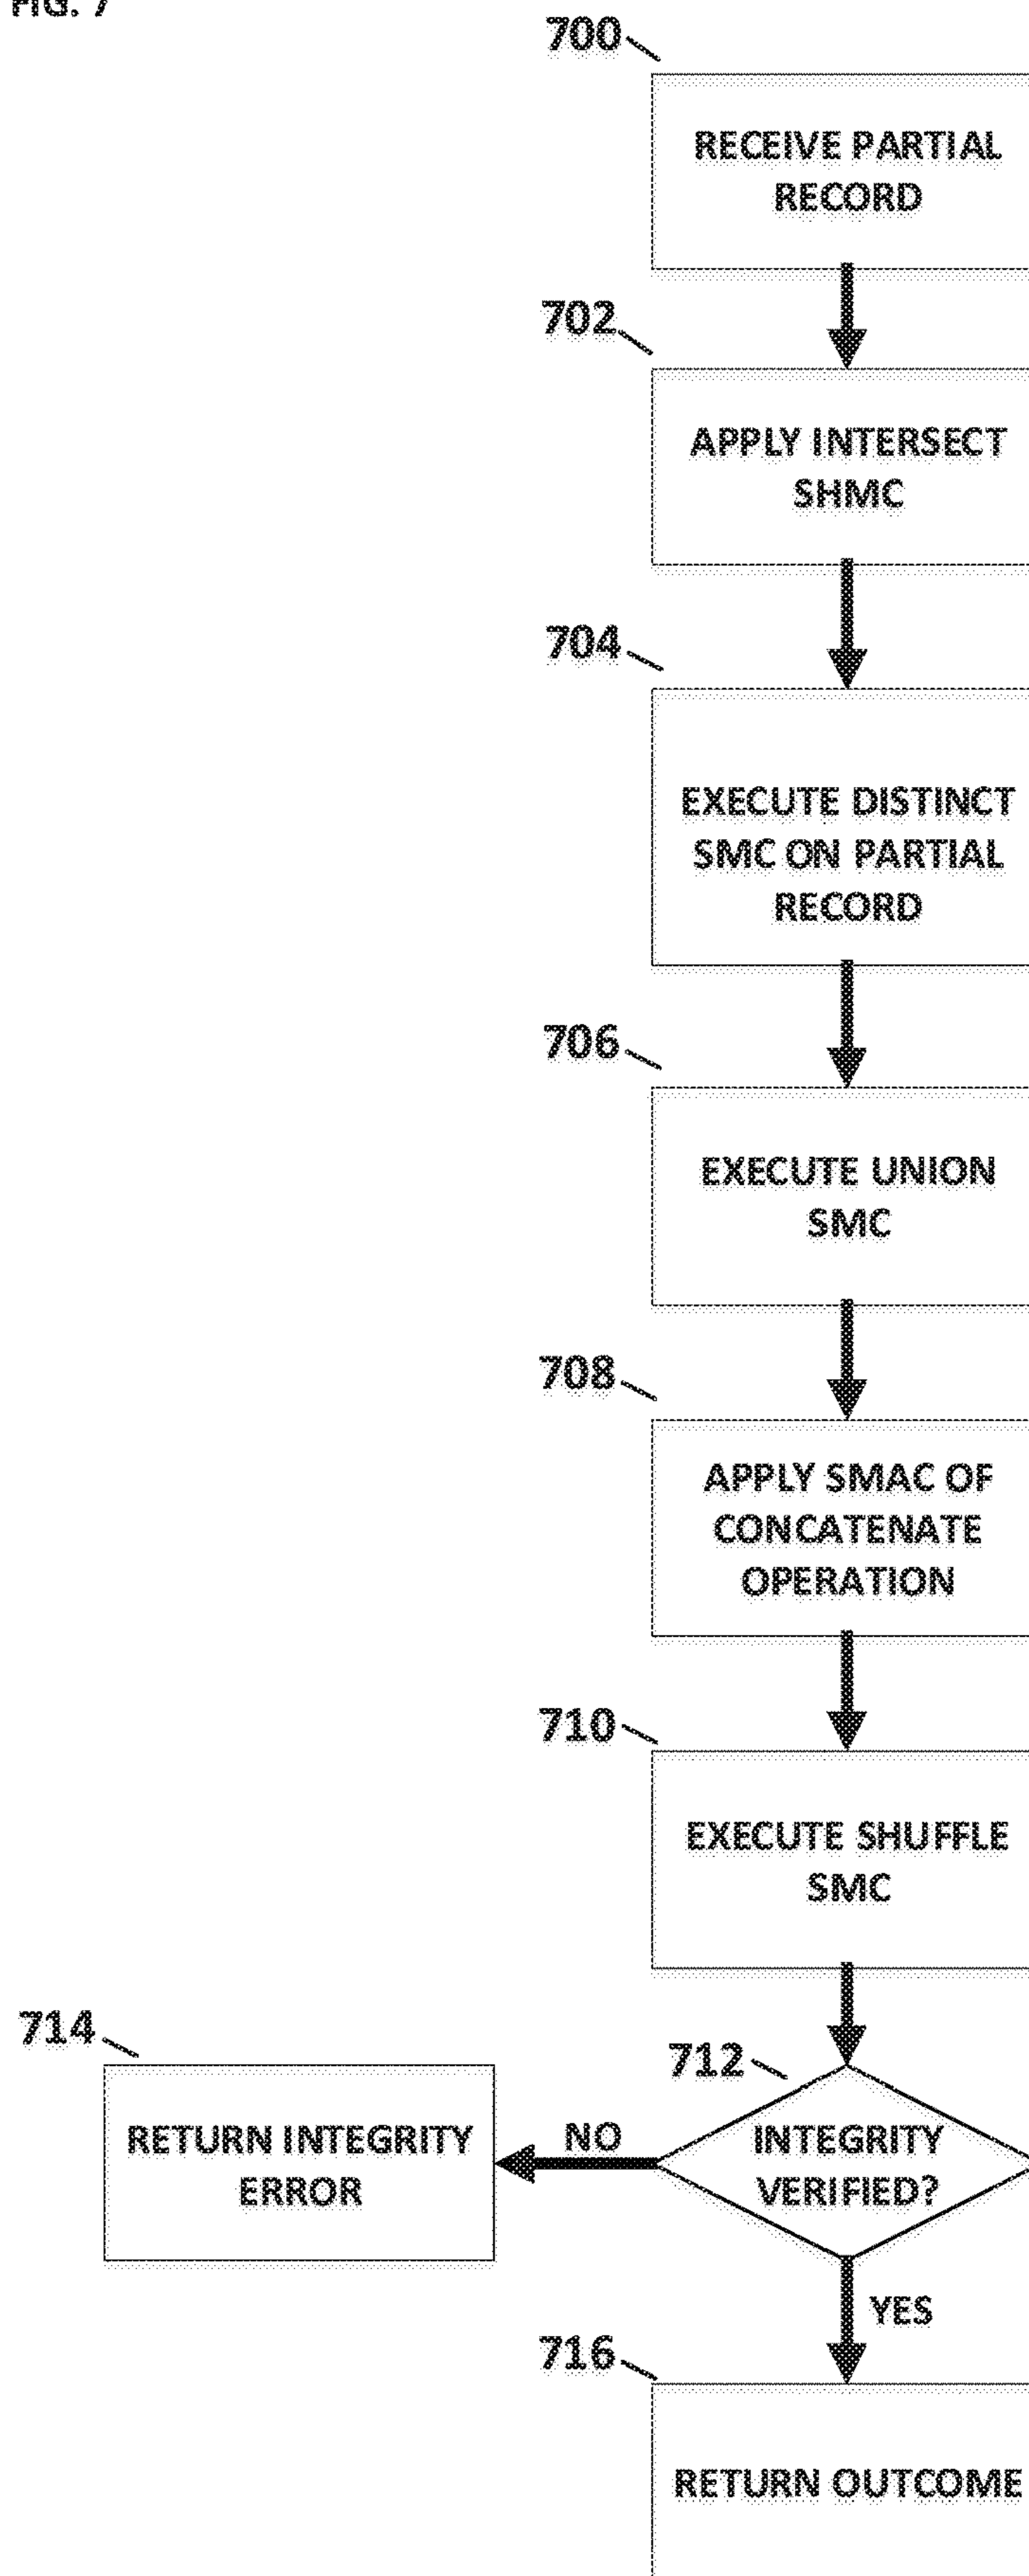 FIG. 7
700
RECEIVE PARTIAL
RECORD
702
APPLY INTERSECT
SHMC
704
EXECUTE DISTINCT
SMC ON PARTIAL
RECORD
706
EXECUTE UNION
SMC
708
APPLY SMAC OF
CONCATENATE
OPERATION
710
EXECUTE SHUFFLE
SMC
714
712
RETURN INTEGRITY
ERROR
NO
INTEGRITY
VERIFIED?
YES
716
RETURN OUTCOME